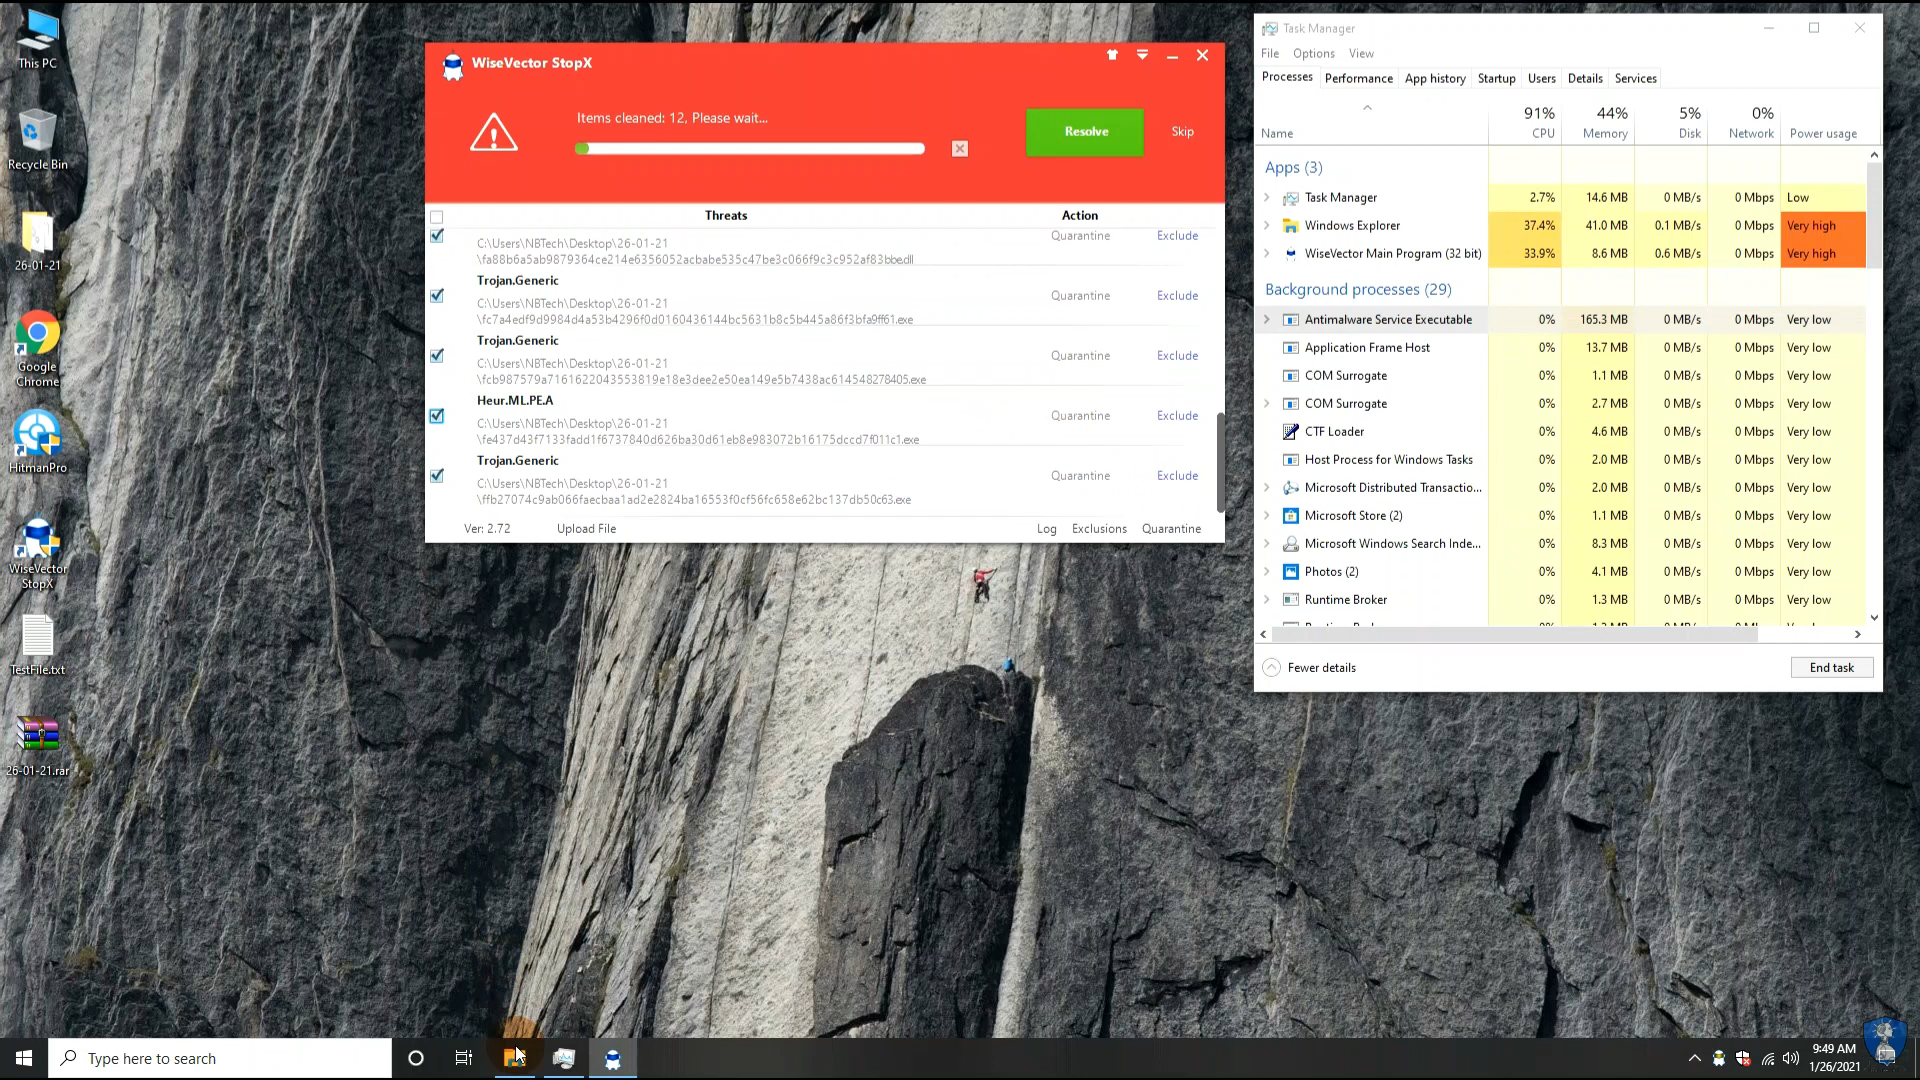 This PC
Recycle Bin
26-01-21
Google
Chrome
HitmanPro
WiseVector
StopX
TestFile.txt
26-01-21.rar
WiseVector StopX
Items cleaned: 12, Please wait...
Resolve
Skip
Threats Action
C:\Users\NBTech\Desktop\26-01-21 Quarantine Exclude
\fa88b6a5ab9879364ce214e6356052acbabe535c47be3c066f9c3c952af83bbe.dll
Trojan.Generic
C:\Users\NBTech\Desktop\26-01-21 Quarantine Exclude
\fc7a4edf9d9984d4a53b4296f0d0160436144bc5631b8c5b445a86f3bfa9ff61.exe
Trojan.Generic
C:\Users\NBTech\Desktop\26-01-21 Quarantine Exclude
\fcb987579a7161622043553819e18e3dee2e50ea149e5b7438ac614548278405.exe
Heur.ML.PE.A
C:\Users\NBTech\Desktop\26-01-21 Quarantine Exclude
\fe437d43f7133fadd1f6737840d626ba30d61eb8e983072b16175dccd7f011c1.exe
Trojan.Generic
C:\Users\NBTech\Desktop\26-01-21 Quarantine Exclude
\ffb27074c9ab066faecbaa1ad2e2824ba16553f0cf56fc658e62bc137db50c63.exe
Ver: 2.72 Upload File Log Exclusions Quarantine
Task Manager
File Options View
Processes Performance App history Startup Users Details Services
91% 44% 5% 0%
Name CPU Memory Disk Network Power usage
Apps (3)
Task Manager 2.7% 14.6 MB 0 MB/s 0 Mbps Low
Windows Explorer 37.4% 41.0 MB 0.1 MB/s 0 Mbps Very high
WiseVector Main Program (32 bit) 33.9% 8.6 MB 0.6 MB/s 0 Mbps Very high
Background processes (29)
Antimalware Service Executable 0% 165.3 MB 0 MB/s 0 Mbps Very low
Application Frame Host 0% 13.7 MB 0 MB/s 0 Mbps Very low
COM Surrogate 0% 1.1 MB 0 MB/s 0 Mbps Very low
COM Surrogate 0% 2.7 MB 0 MB/s 0 Mbps Very low
CTF Loader 0% 4.6 MB 0 MB/s 0 Mbps Very low
Host Process for Windows Tasks 0% 2.0 MB 0 MB/s 0 Mbps Very low
Microsoft Distributed Transactio... 0% 2.0 MB 0 MB/s 0 Mbps Very low
Microsoft Store (2) 0% 1.1 MB 0 MB/s 0 Mbps Very low
Microsoft Windows Search Inde... 0% 8.3 MB 0 MB/s 0 Mbps Very low
Photos (2) 0% 4.1 MB 0 MB/s 0 Mbps Very low
Runtime Broker 0% 1.3 MB 0 MB/s 0 Mbps Very low
Fewer details End task
Type here to search
9:49 AM
1/26/2021